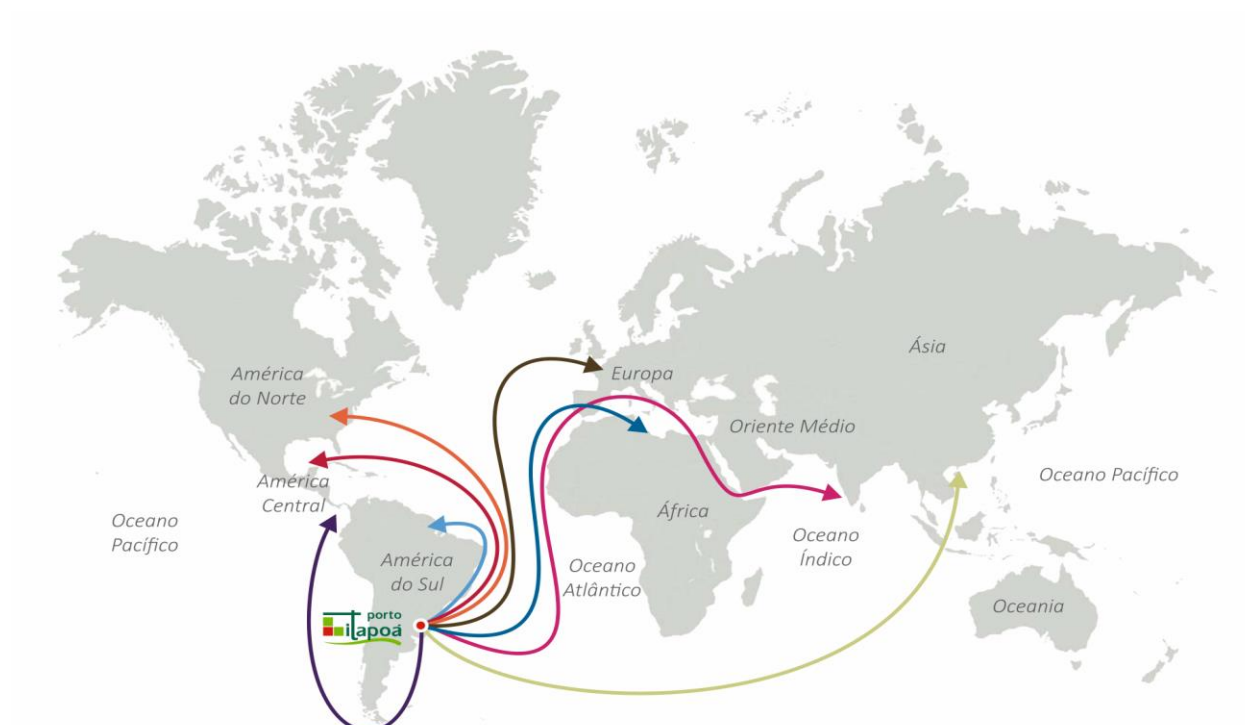 América
do Norte
Europa
Ásia
Oriente Médio
América
Central
Oceano Pacífico
Oceano
Pacífico
África
Oceano
Índico
América
do Sul
Oceano
Atlântico
Oceania
porto
itapoá